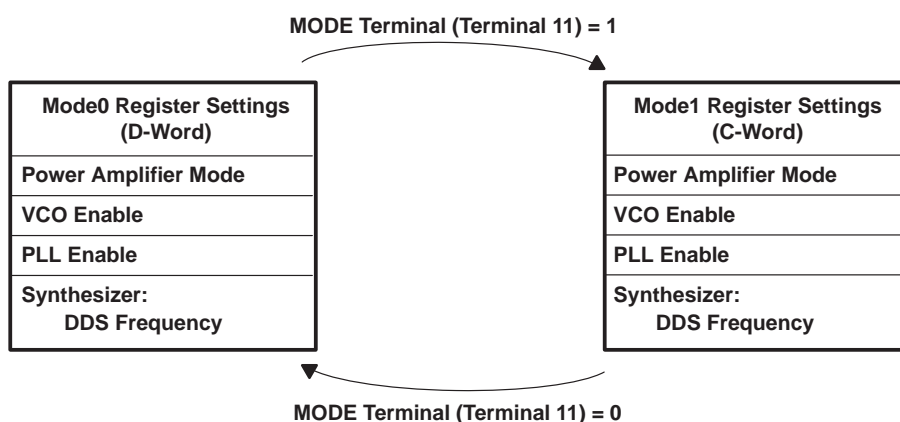 MODE Terminal (Terminal 11) = 1
Mode0 Register Settings
(D-Word)
Power Amplifier Mode
VCO Enable
PLL Enable
Synthesizer:
DDS Frequency
Mode1 Register Settings
(C-Word)
Power Amplifier Mode
VCO Enable
PLL Enable
Synthesizer:
DDS Frequency
MODE Terminal (Terminal 11) = 0